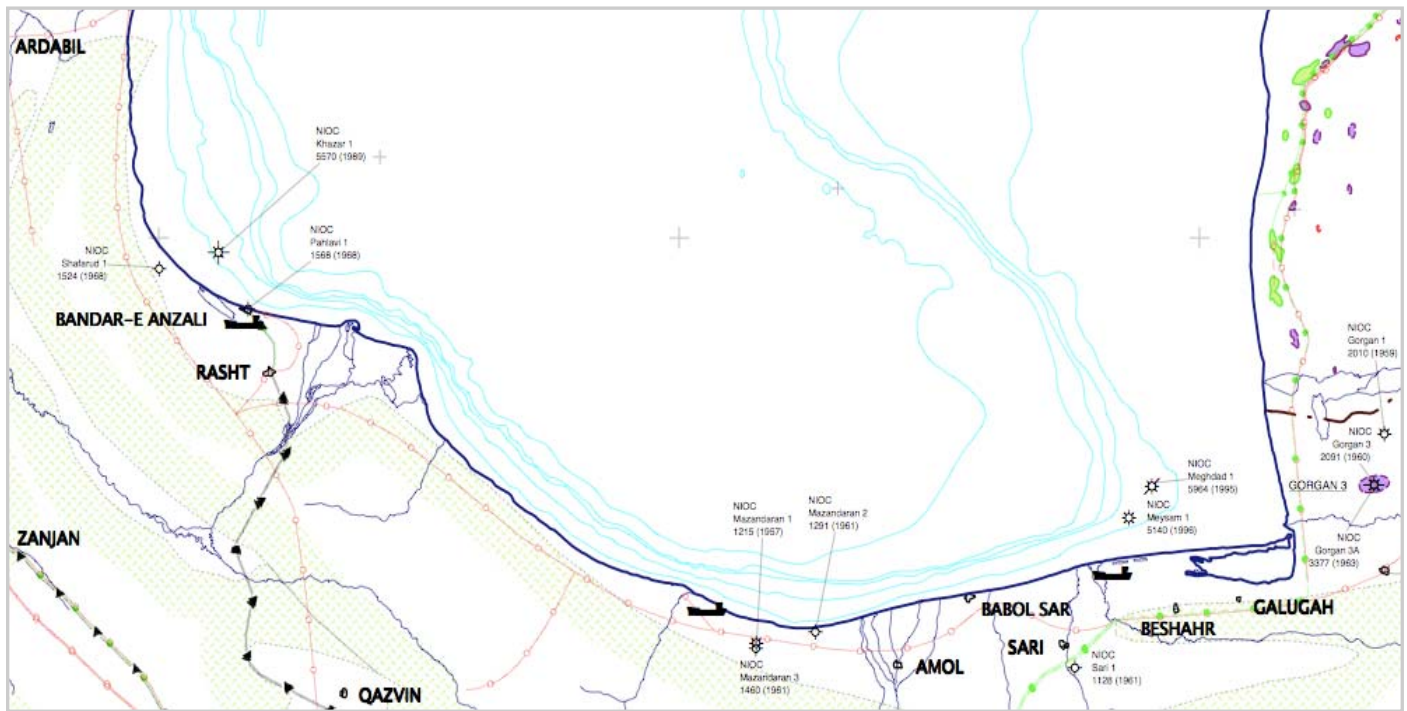 ARDABIL
NIOC
Khazar 1
5570 (1989)
NIOC
Pahlavi 1
1568 (1968)
NIOC
Shafarud 1
1524 (1968)
BANDAR-E ANZALI
RASHT
NIOC
Gorgan 1
2010 (1959)
NIOC
Gorgan 3
2091 (1960)
GORGAN 3
NIOC
Gorgan 3A
3377 (1963)
NIOC
Meghdad 1
5964 (1995)
NIOC
Meysam 1
5140 (1996)
NIOC
Mazandaran 1
1215 (1957)
NIOC
Mazandaran 2
1291 (1961)
ZANJAN
BABOL SAR
GALUGAH
BESHAHR
SARI
NIOC
Sari 1
1128 (1961)
AMOL
NIOC
Mazandaran 3
1460 (1961)
QAZVIN